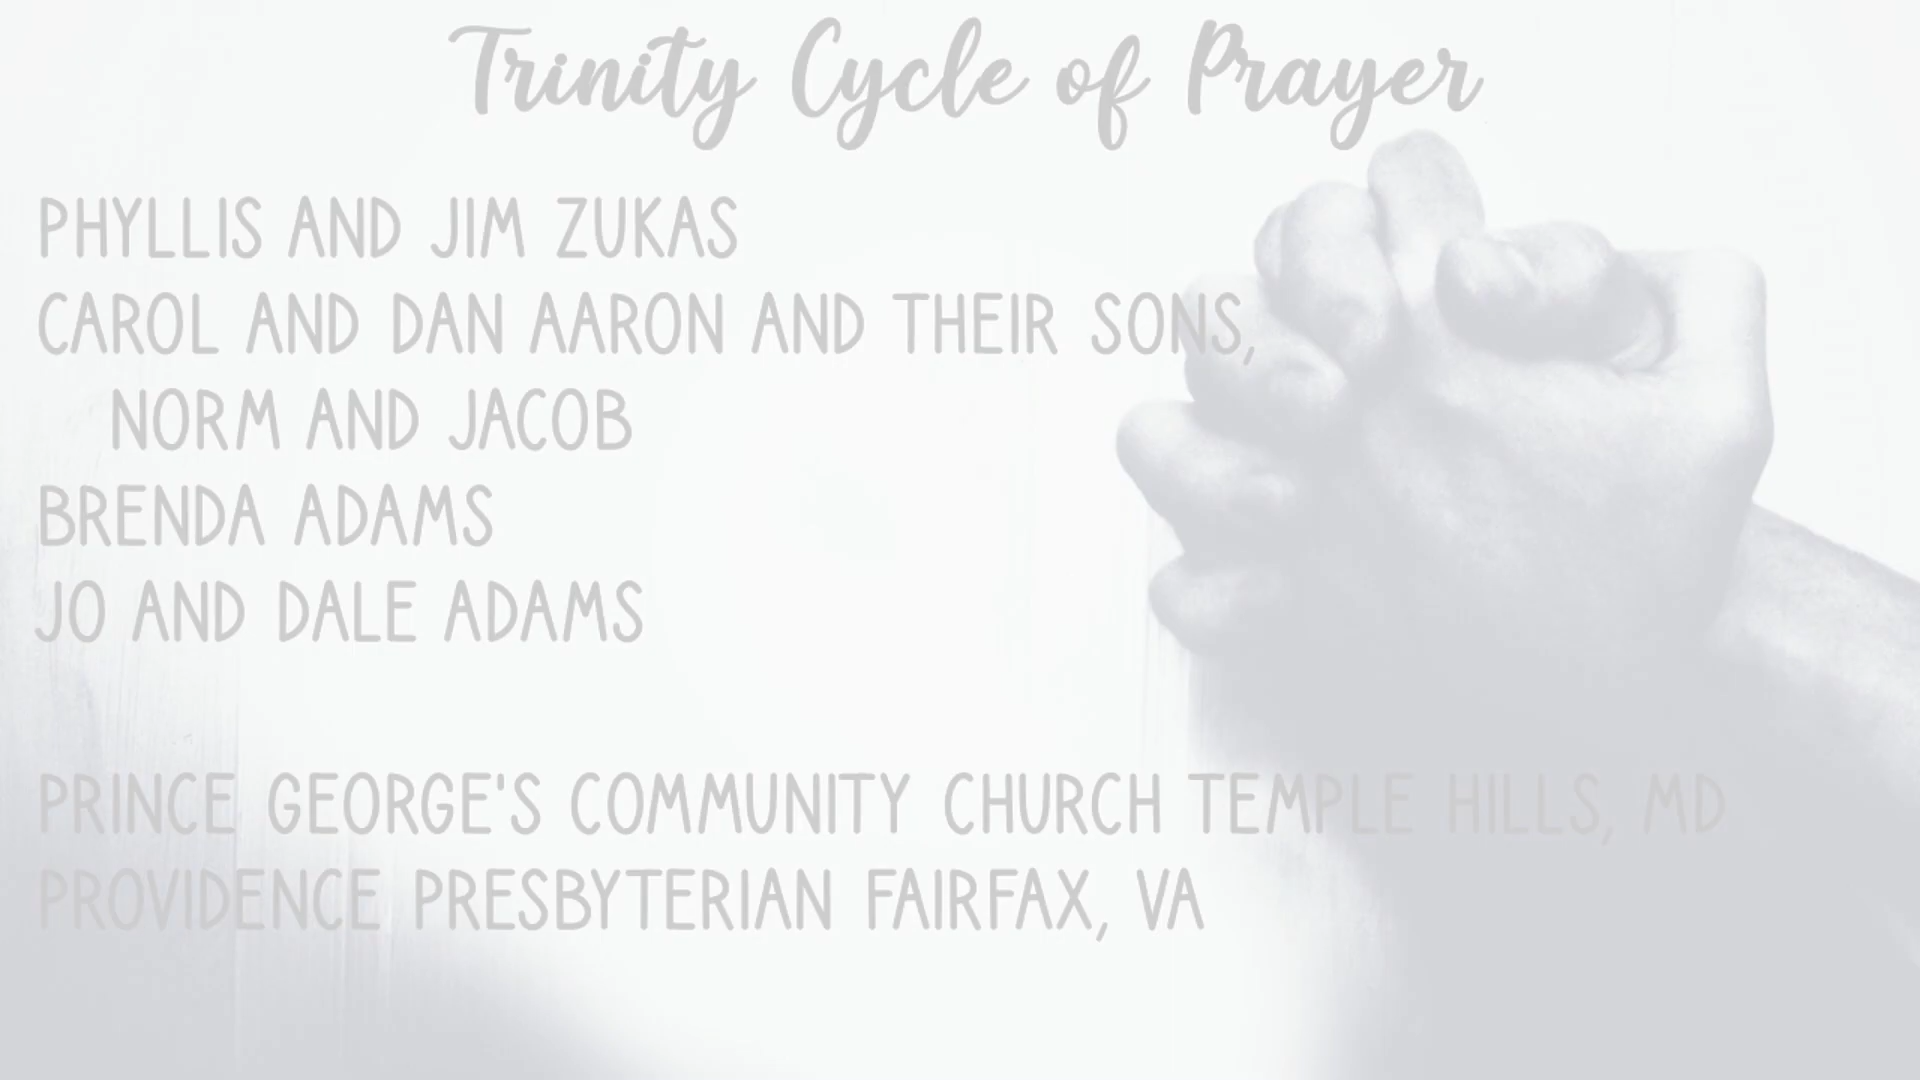 Trinity Cycle of Prayer
PHYLLIS AND JIM ZUKAS
CAROL AND DAN AARON AND THEIR SONS,
NORM AND JACOB
BRENDA ADAMS
JO AND DALE ADAMS
PRINCE GEORGE'S COMMUNITY CHURCH TEMPLE HILLS, MD
PROVIDENCE PRESBYTERIAN FAIRFAX, VA